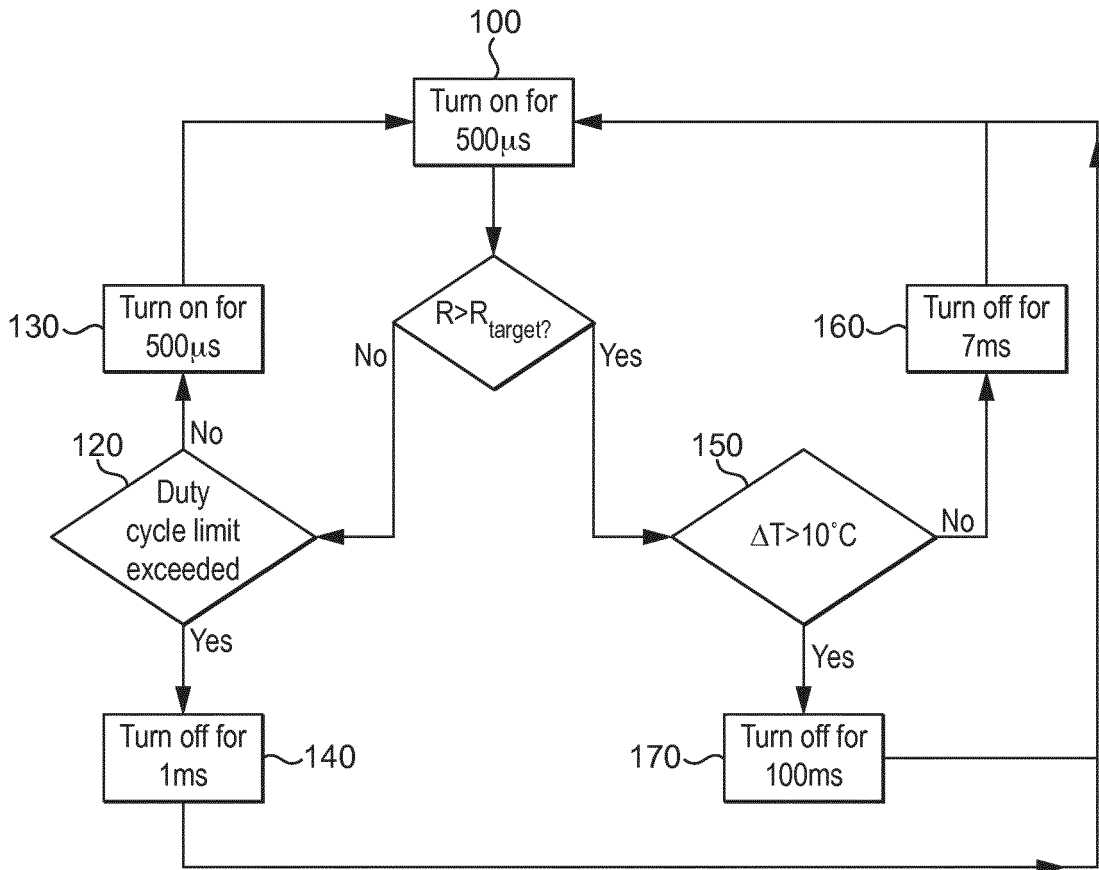 100
Turn on for
500μs
R>Rtarget?
No
Yes
130
Turn on for
500μs
160
Turn off for
7ms
120
No
Duty
cycle limit
exceeded
Yes
150
ΔT>10°C
No
Yes
Turn off for
1ms
140
170
Turn off for
100ms